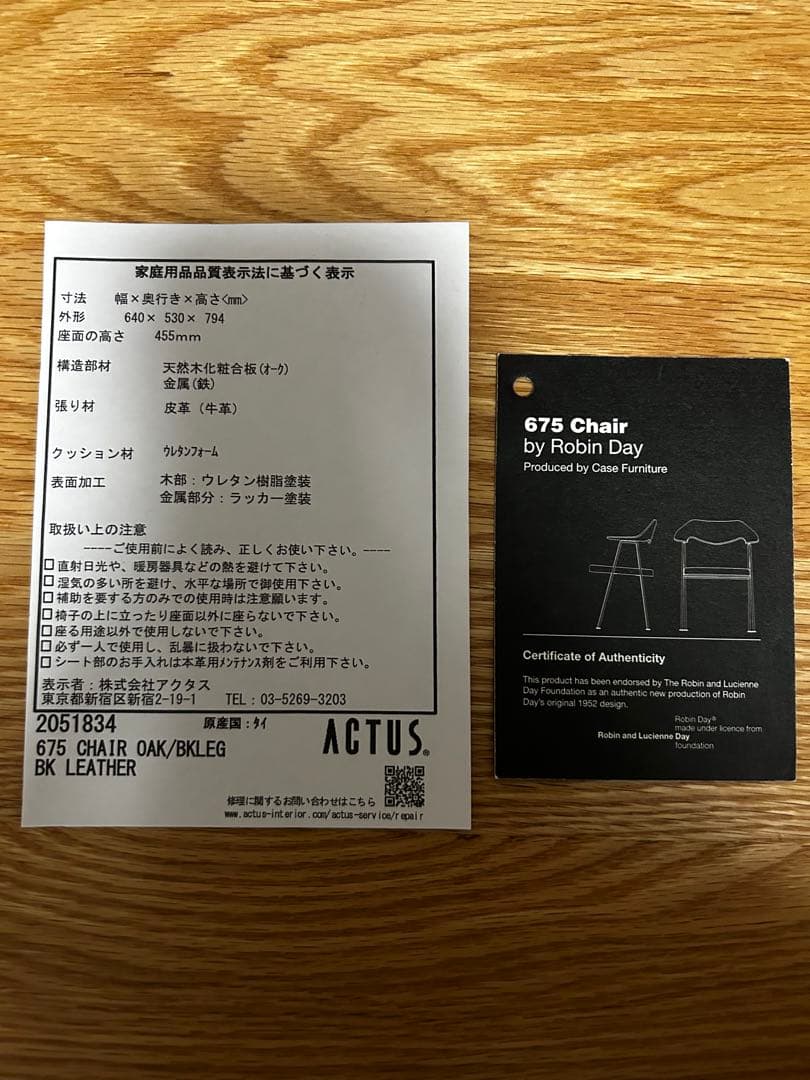 家庭用品品質表示法に基づく表示
寸法 幅×奥行き×高さ<mm>
外形 640× 530× 794
座面の高さ 455mm
構造部材 天然木化粧合板(オーク)
金属(鉄)
張り材 皮革(牛革)
クッション材 ウレタンフォーム
表面加工 木部:ウレタン樹脂塗装
金属部分:ラッカー塗装
取扱い上の注意
----ご使用前によく読み、正しくお使い下さい。----
□直射日光や、暖房器具などの熱を避けて下さい。
□湿気の多い所を避け、水平な場所で御使用下さい。
□補助を要する方のみでの使用時は注意願います。
□椅子の上に立ったり座面以外に座らないで下さい。
□座る用途以外で使用しないで下さい。
□必ず一人で使用し、乱暴に扱わないで下さい。
□シート部のお手入れは本革用メンテナンス剤をご利用下さい。
表示者:株式会社アクタス
東京都新宿区新宿2-19-1 TEL:03-5269-3203
2051834 原産国:タイ
675 CHAIR OAK/BKLEG
BK LEATHER
ACTUS®
修理に関するお問い合わせはこちら
www.actus-interior.com/actus-service/repair
675 Chair
by Robin Day
Produced by Case Furniture
Certificate of Authenticity
This product has been endorsed by The Robin and Lucienne
Day Foundation as an authentic new production of Robin
Day's original 1952 design.
Robin Day®
made under licence from
Robin and Lucienne Day
foundation